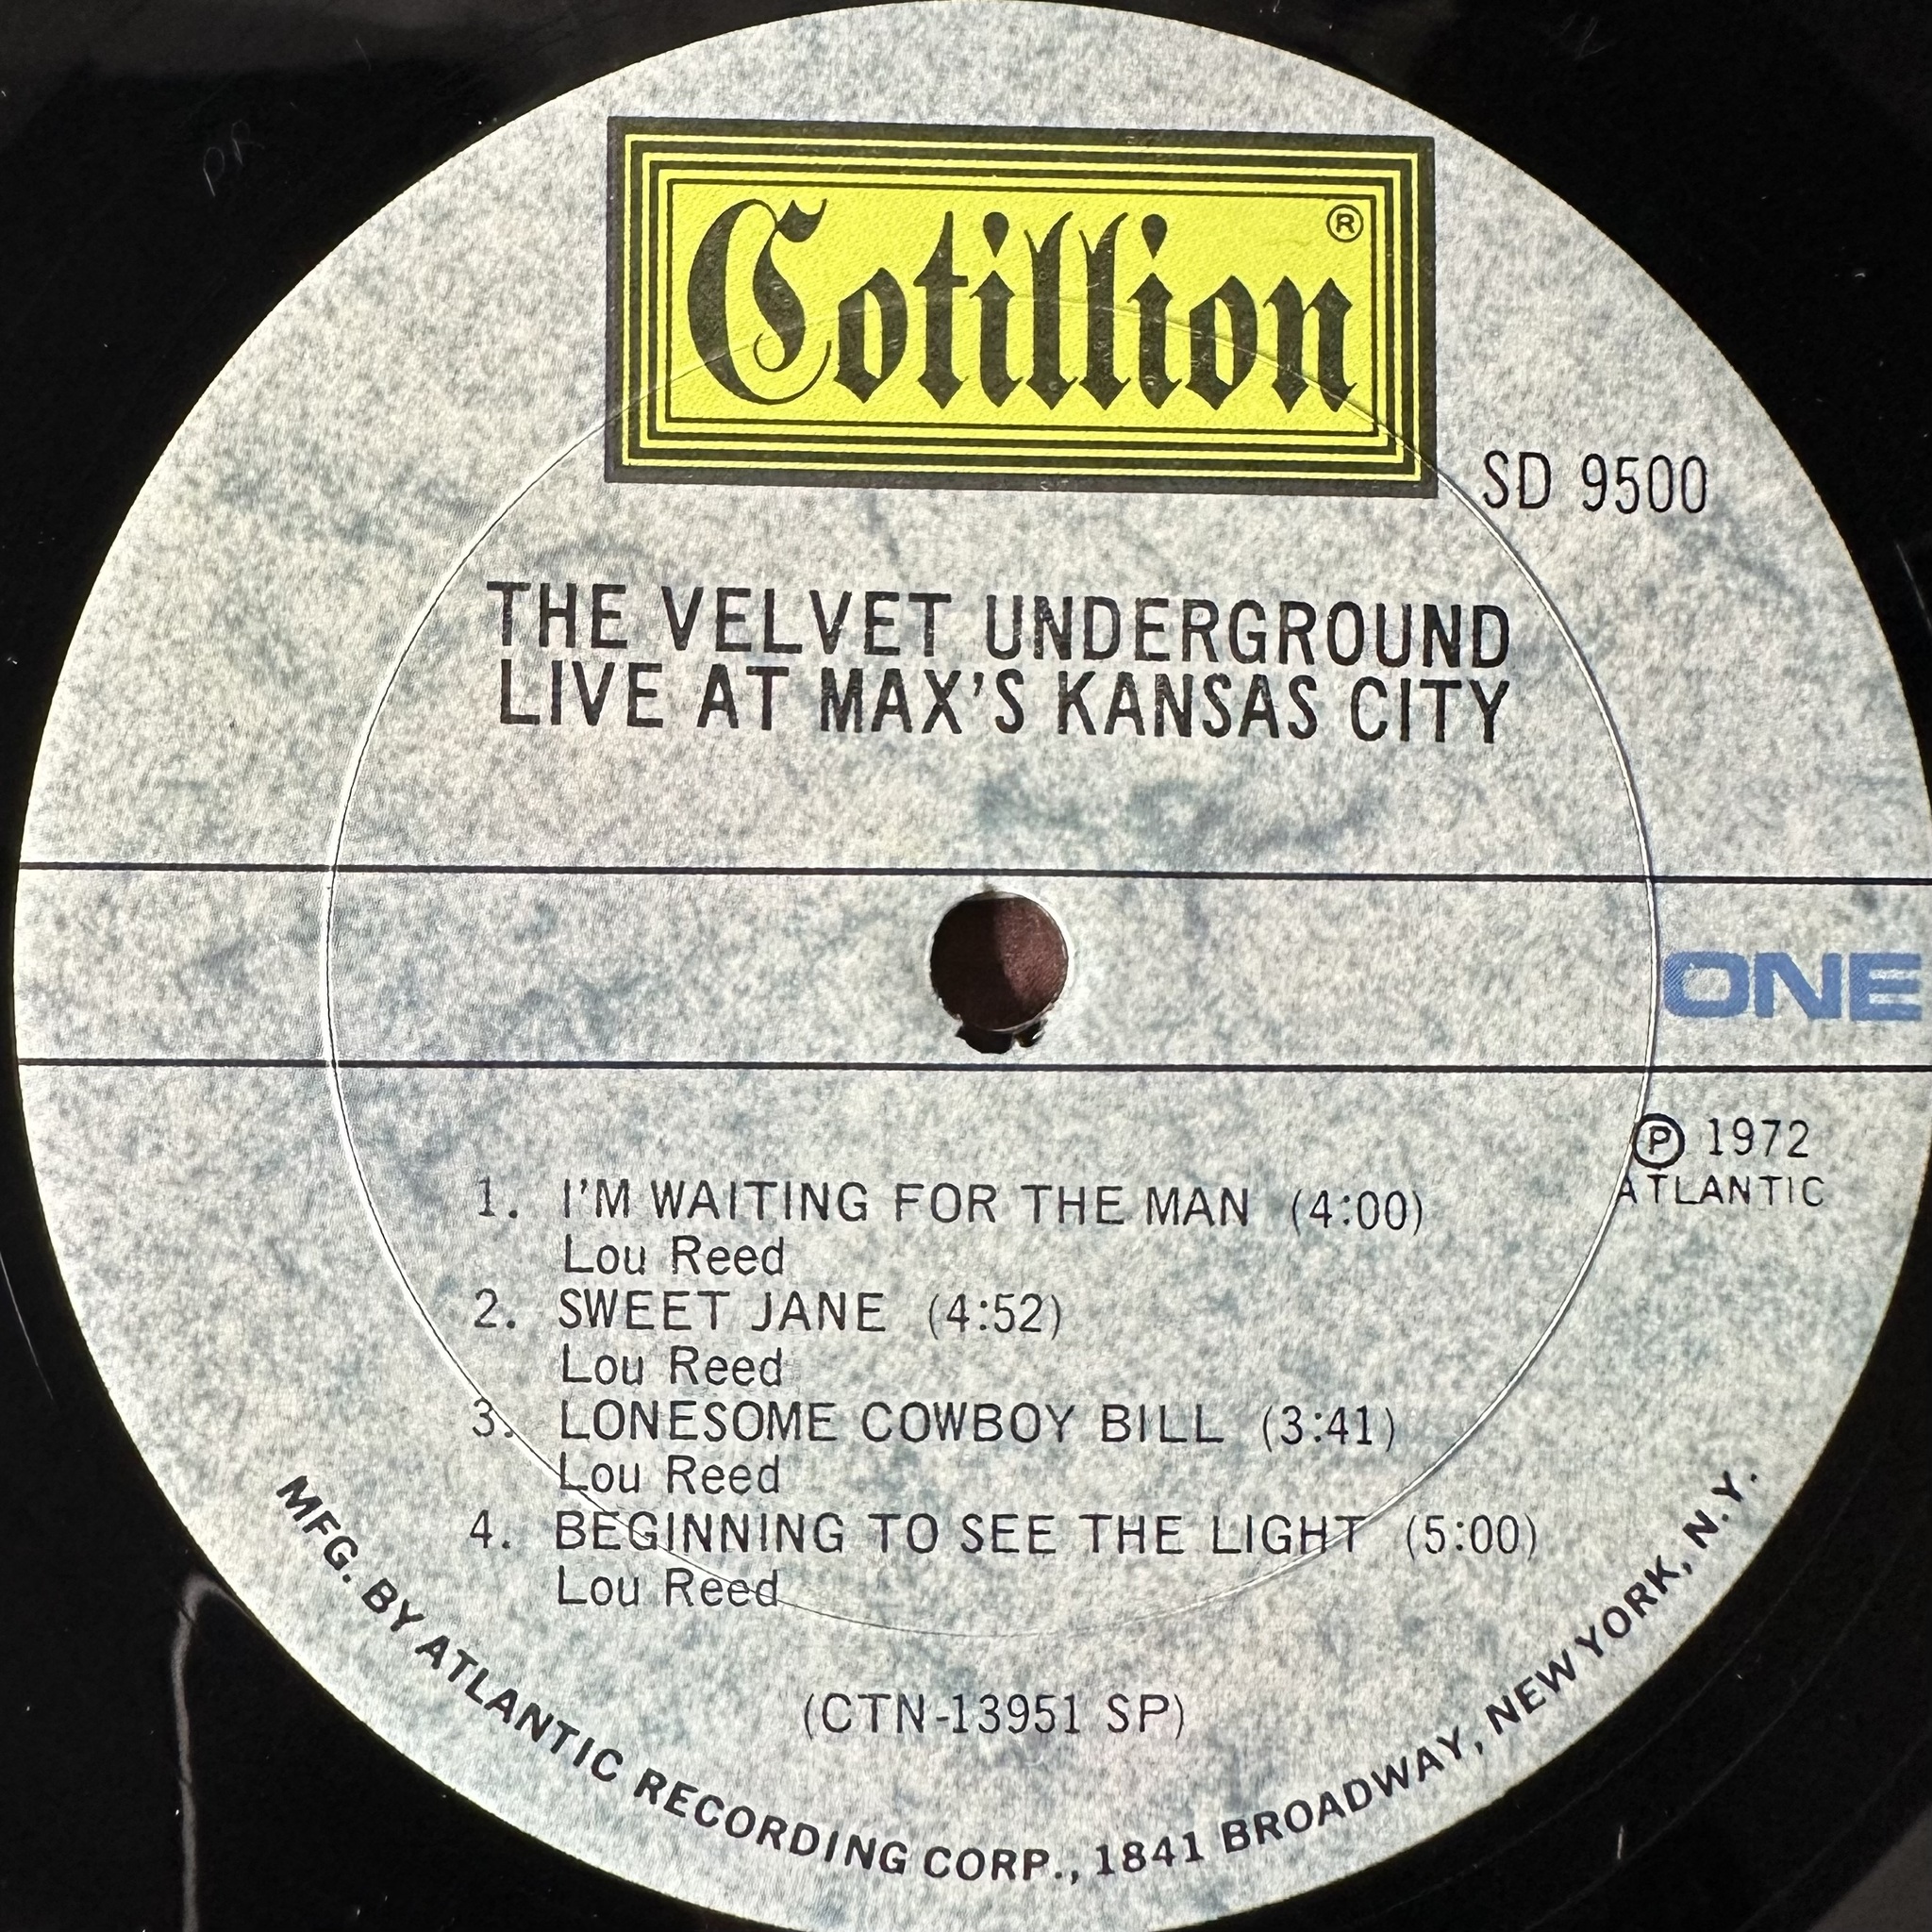 Cotillion®
SD 9500
THE VELVET UNDERGROUND
LIVE AT MAX'S KANSAS CITY
ONE
Ⓟ 1972
ATLANTIC
1. I'M WAITING FOR THE MAN (4:00)
Lou Reed
2. SWEET JANE (4:52)
Lou Reed
3. LONESOME COWBOY BILL (3:41)
Lou Reed
4. BEGINNING TO SEE THE LIGHT (5:00)
Lou Reed
(CTN-13951 SP)
MFG. BY ATLANTIC RECORDING CORP., 1841 BROADWAY, NEW YORK, N.Y.